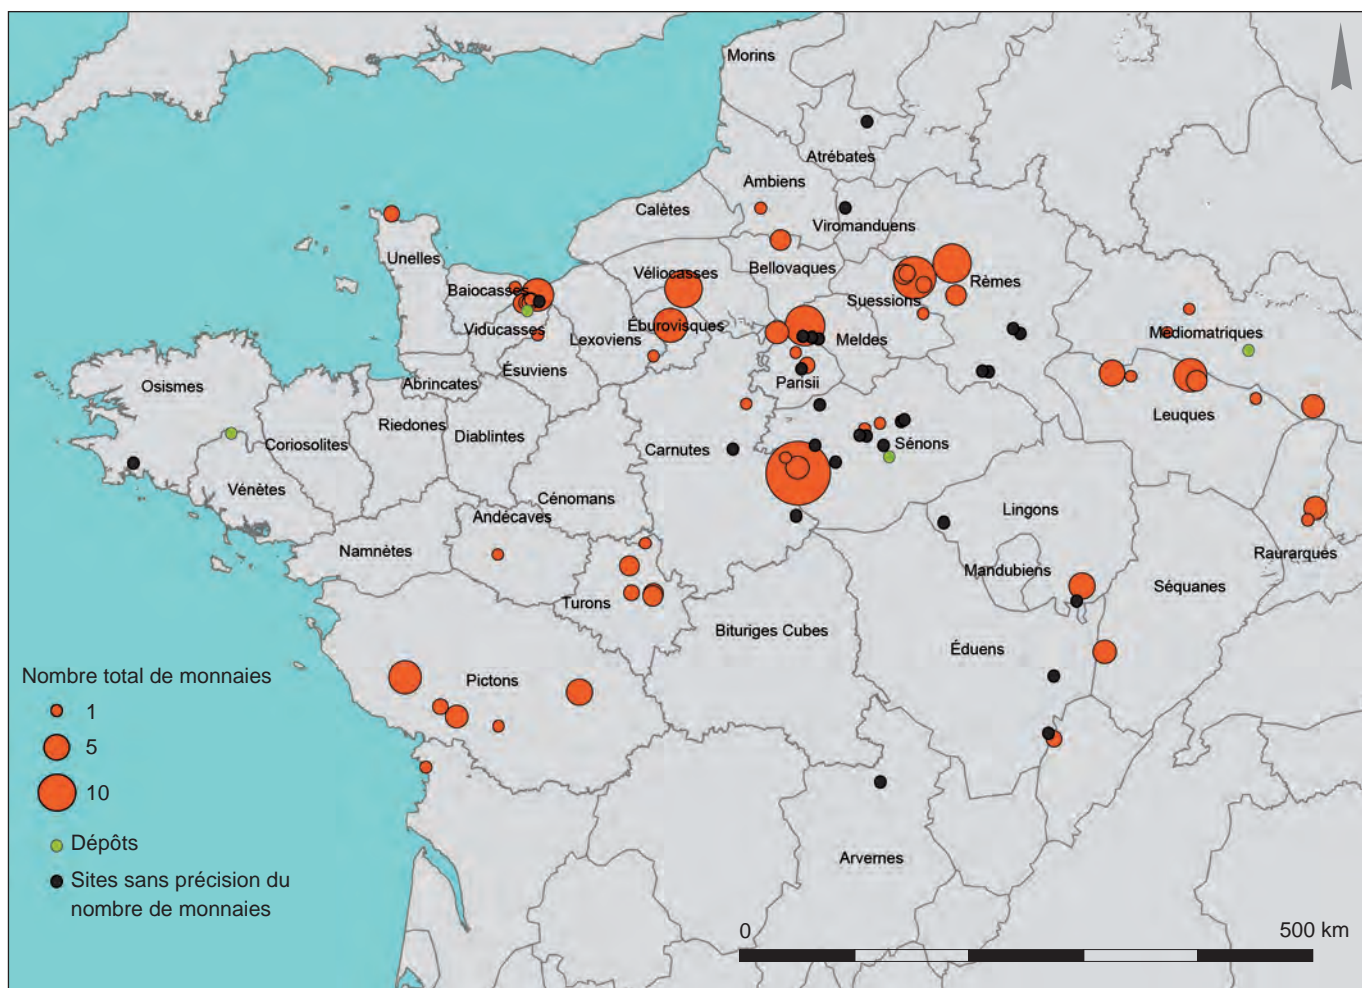 Morins
Atrébates
Ambiens
Calètes
Viromanduens
Unelles
Bellovaques
Véliocasses
Rèmes
Baiocasses
Suessions
Viducasses
Éburovisques
Médiomatriques
Lexoviens
Meldes
Ésuviens
Osismes
Abrincates
Parisii
Leuques
Riedones
Diablintes
Coriosolites
Carnutes
Sénons
Vénètes
Cénomans
Lingons
Andécaves
Namnètes
Raurarques
Mandubiens
Séquanes
Turons
Bituriges Cubes
Éduens
Pictons
Arvernes
Nombre total de monnaies
1
5
10
Dépôts
Sites sans précision du
nombre de monnaies
0
500 km